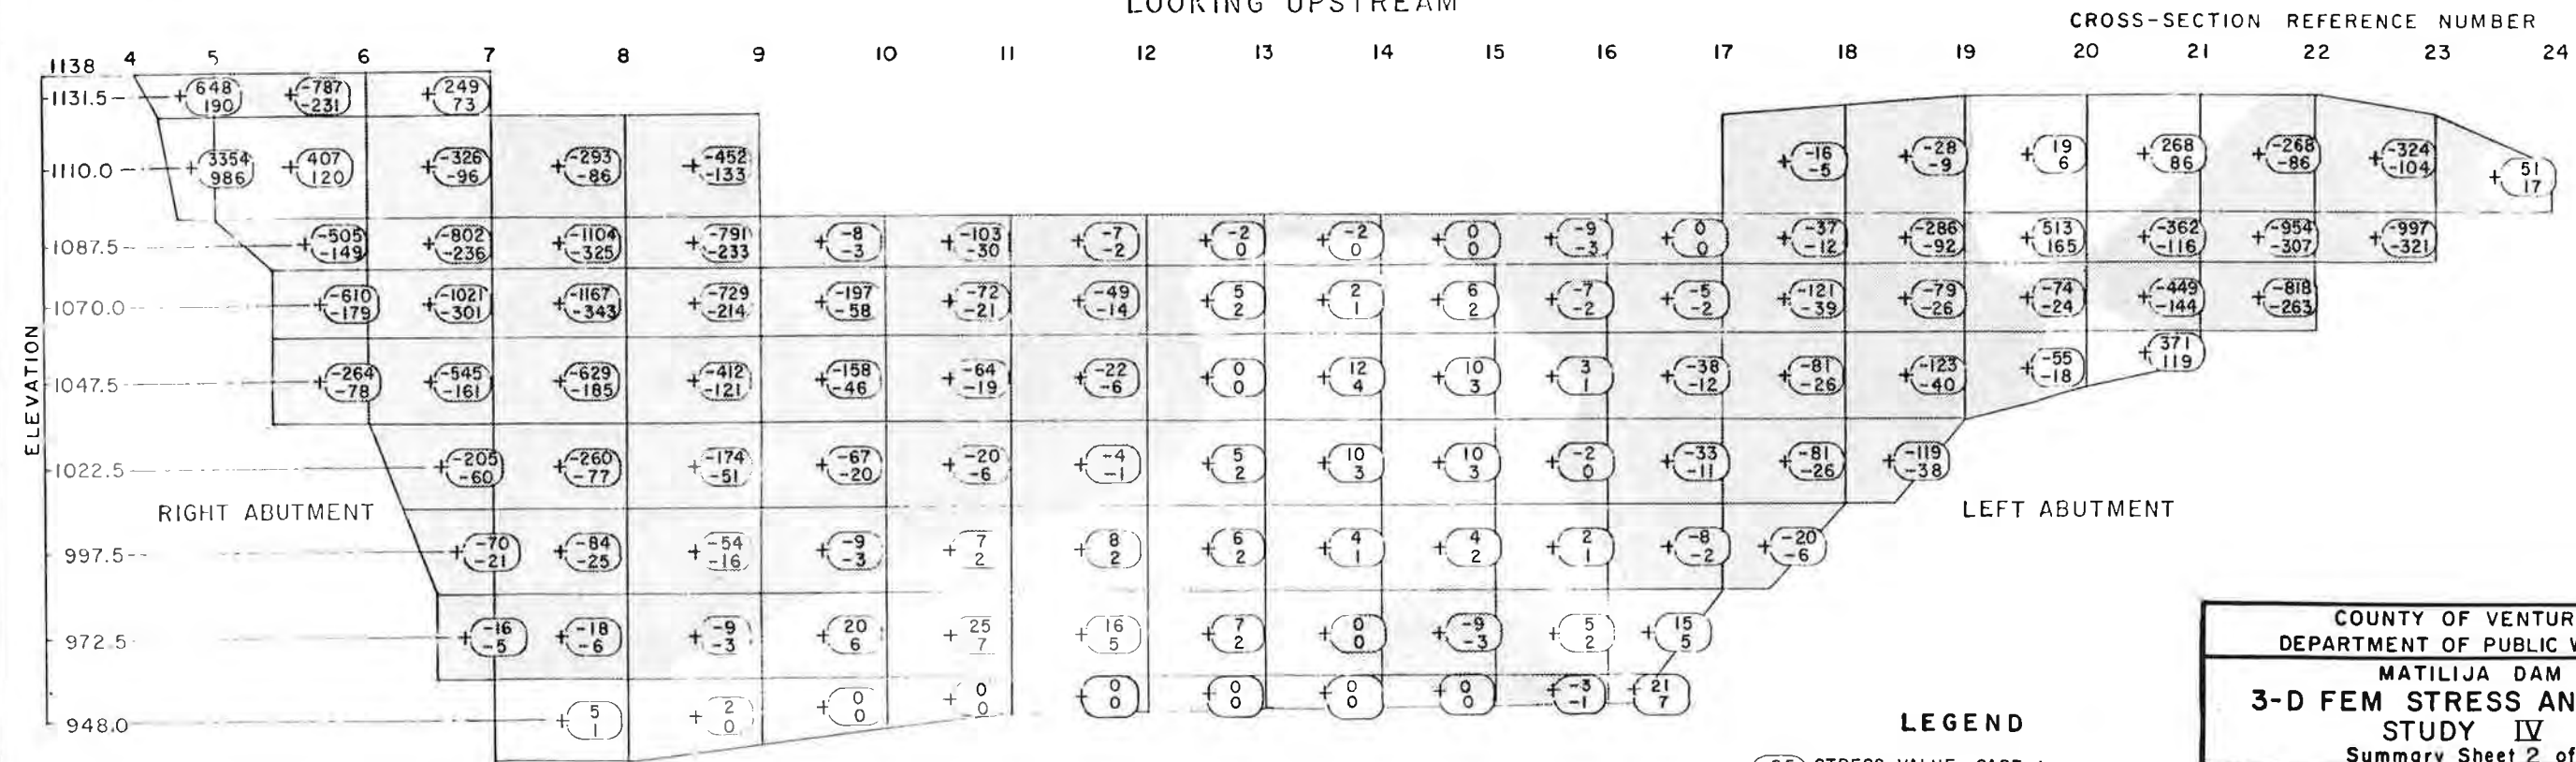 CROSS-SECTION REFERENCE NUMBER
4 5 6 7 8 9 10 11 12 13 14 15 16 17 18 19 20 21 22 23 24
1138
1131.5
648 -787 249
190 -231 73
1110.0
3354 407 -326 -293 -452 -16 -28 19 268 -268 -324 51
986 120 -96 -86 -133 -5 -9 6 86 -86 -104 17
1087.5
-505 -802 -1104 -791 -8 -103 -7 -2 -2 0 -9 0 -37 -286 513 -362 -954 -997
-149 -236 -325 -233 -3 -30 -2 0 0 0 -3 0 -12 -92 165 -116 -307 -321
1070.0
-610 -1021 -1167 -729 -197 -72 -49 5 2 6 -7 -5 -121 -79 -74 -449 -818
-179 -301 -343 -214 -58 -21 -14 2 1 2 -2 -2 -39 -26 -24 -144 -263
ELEVATION
1047.5
-264 -545 -629 -412 -158 -64 -22 0 12 10 3 -38 -81 -123 -55 371
-78 -161 -185 -121 -46 -19 -6 0 4 3 1 -12 -26 -40 -18 119
1022.5
-205 -260 -174 -67 -20 -4 5 10 10 -2 -33 -81 -119
-60 -77 -51 -20 -6 -1 2 3 3 0 -11 -26 -38
RIGHT ABUTMENT
LEFT ABUTMENT
997.5
-70 -84 -54 -9 7 8 6 4 4 2 -8 -20
-21 -25 -16 -3 2 2 2 1 2 1 -2 -6
972.5
-16 -18 -9 20 25 16 7 0 -9 5 15
-5 -6 -3 6 7 5 2 0 -3 2 5
948.0
5 2 0 0 0 0 0 0 -3 21
1 0 0 0 0 0 0 0 -1 7
LEGEND
COUNTY OF VENTUR
DEPARTMENT OF PUBLIC
MATILIJA DAM
3-D FEM STRESS AN
STUDY IV
Summary Sheet 2 of